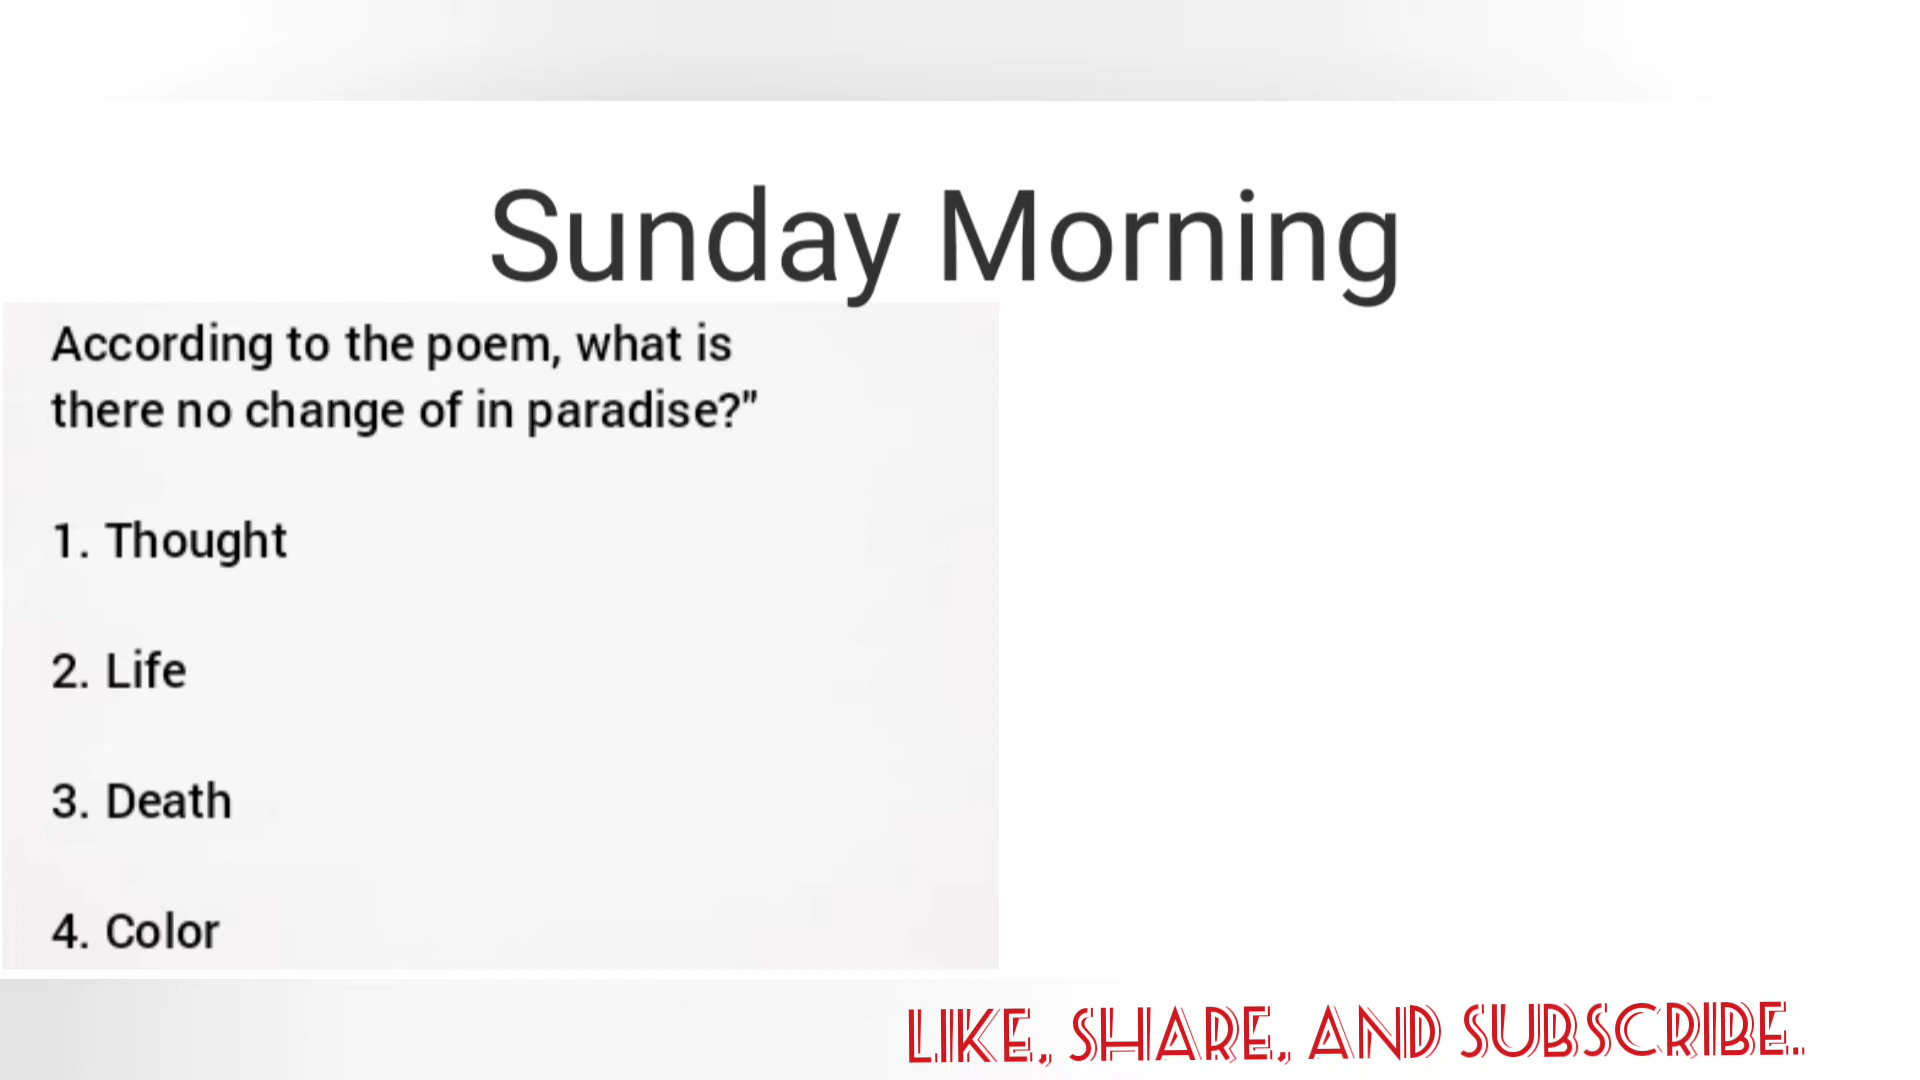 Sunday Morning
According to the poem, what is
there no change of in paradise?"
1. Thought
2. Life
3. Death
4. Color
LIKE, SHARE, AND SUBSCRIBE..